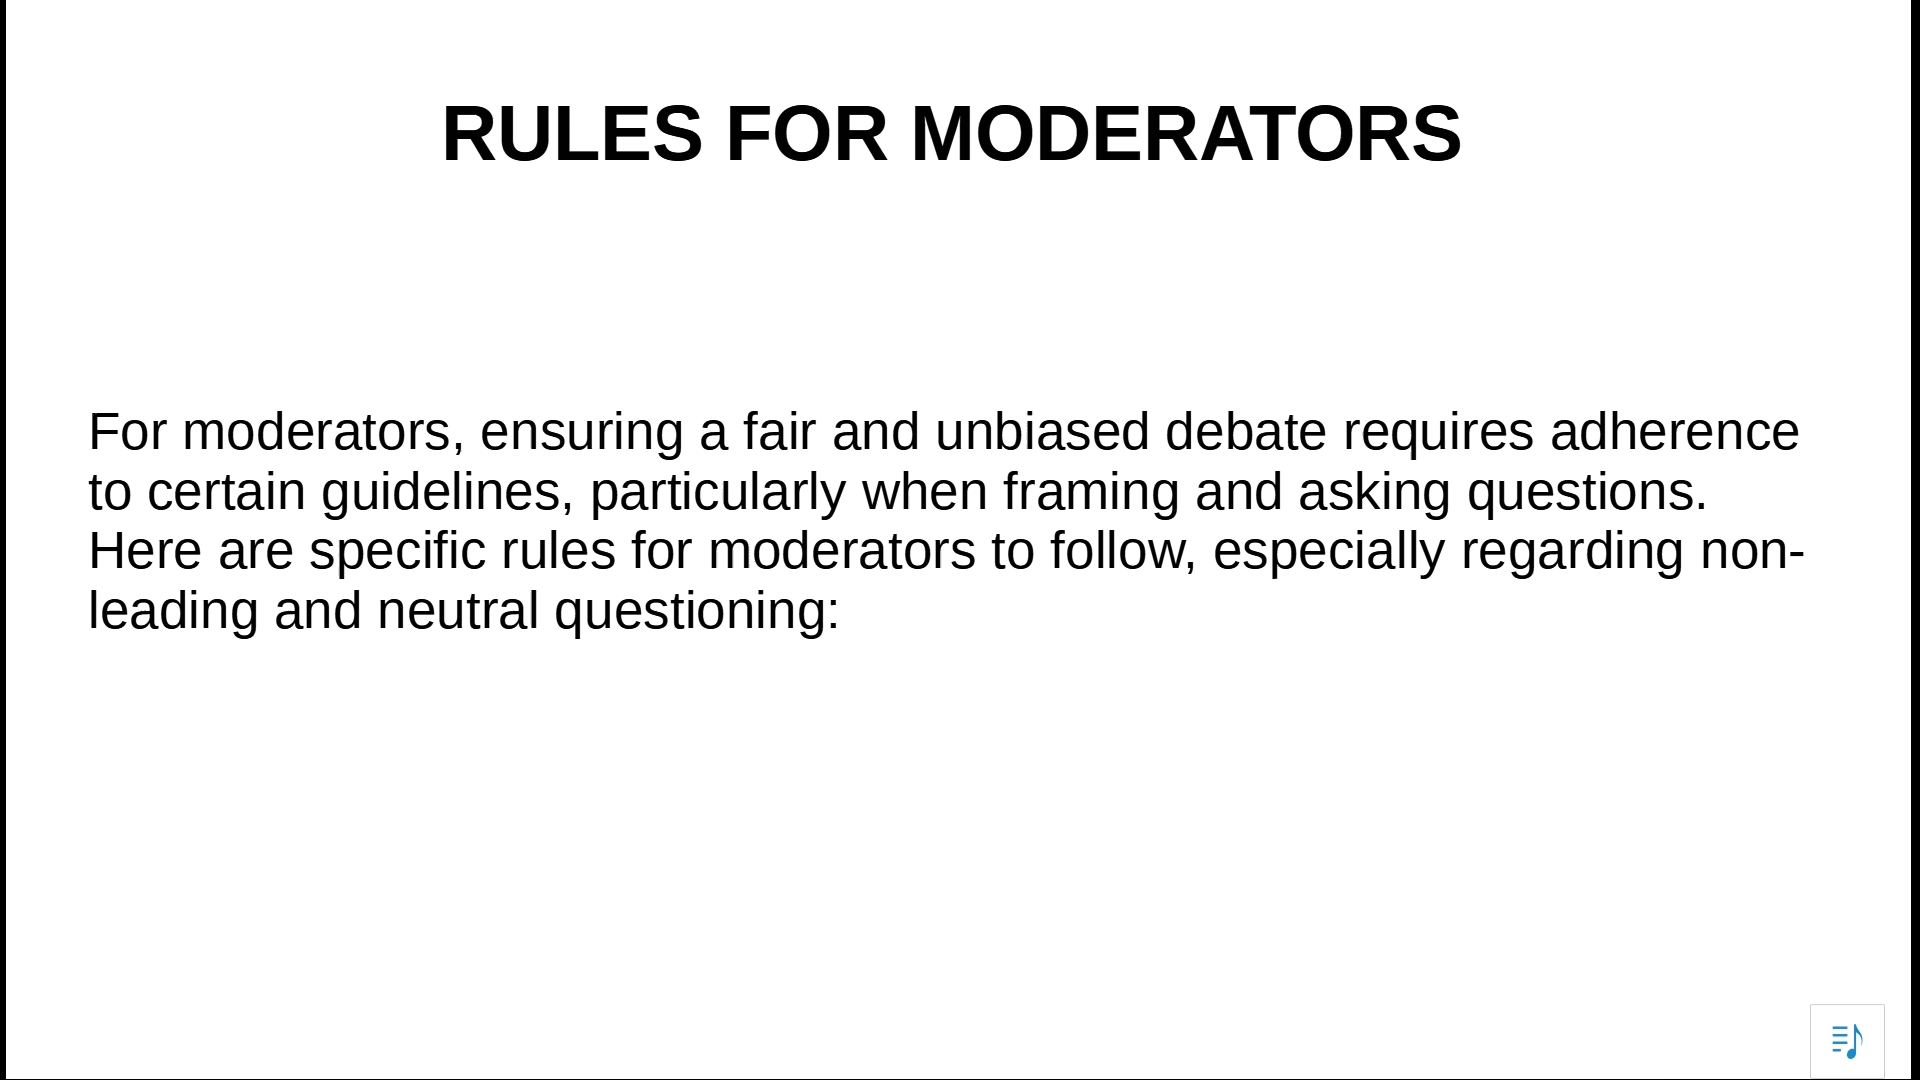 RULES FOR MODERATORS
For moderators, ensuring a fair and unbiased debate requires adherence
to certain guidelines, particularly when framing and asking questions.
Here are specific rules for moderators to follow, especially regarding non-
leading and neutral questioning: